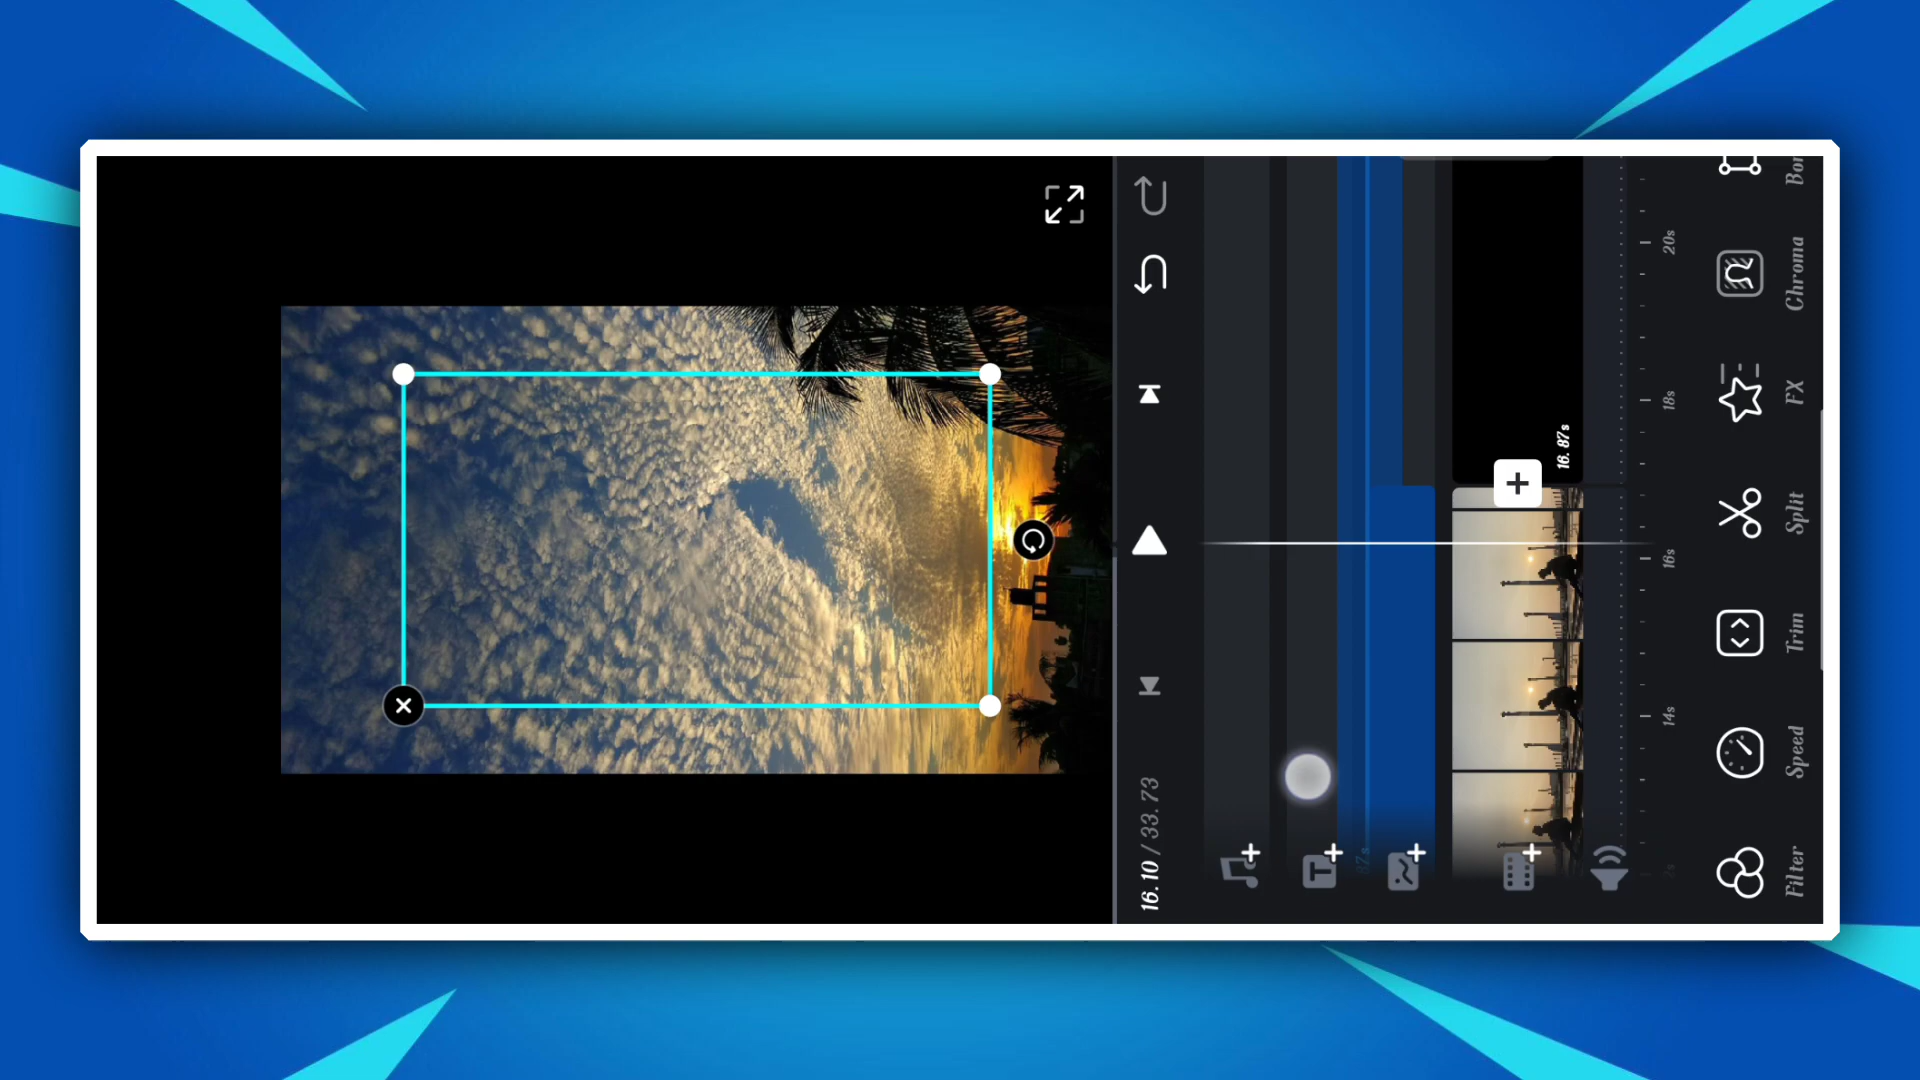 16.10 / 33.73
16.87s
20s
18s
16s
14s
Filter
Speed
Trim
Split
FX
Chroma